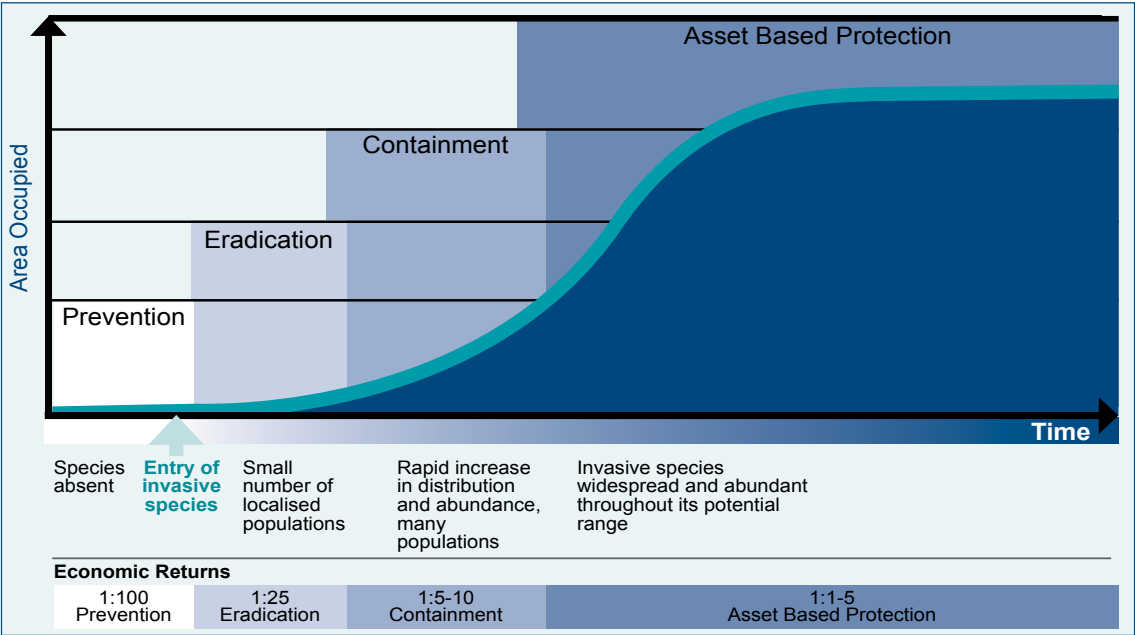 Asset Based Protection
Containment
Eradication
Prevention
Area Occupied
Time
Species
absent
Entry of
invasive
species
Small
number of
localised
populations
Rapid increase
in distribution
and abundance,
many
populations
Invasive species
widespread and abundant
throughout its potential
range
Economic Returns
1:100
Prevention
1:25
Eradication
1:5-10
Containment
1:1-5
Asset Based Protection